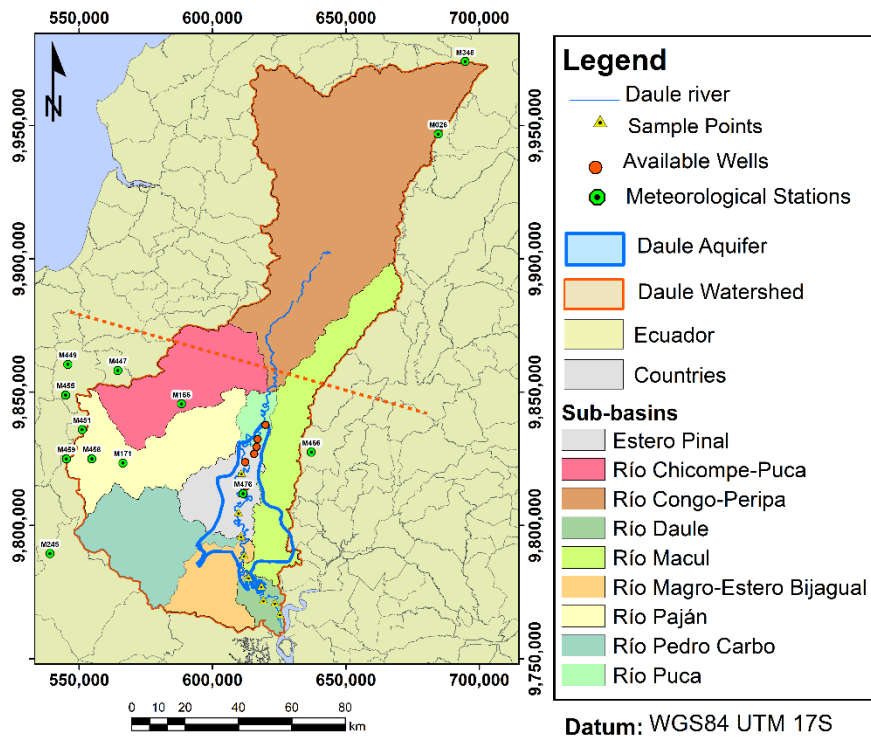 550,000 600,000 650,000 700,000
9,950,000
9,900,000
9,850,000
9,800,000
9,750,000
N
M348
M026
M449
M447
M455
M166
M451
M459
M458
M171
M466
M476
M246
9,950,000
9,900,000
9,850,000
9,800,000
9,750,000
550,000 600,000 650,000 700,000
0 20 40 60 80
km
Legend
Daule river
Sample Points
Available Wells
Meteorological Stations
Daule Aquifer
Daule Watershed
Ecuador
Countries
Sub-basins
Estero Pinal
Río Chicompe-Puca
Río Congo-Peripa
Río Daule
Río Macul
Río Magro-Estero Bijagual
Río Paján
Río Pedro Carbo
Río Puca
Datum: WGS84 UTM 17S